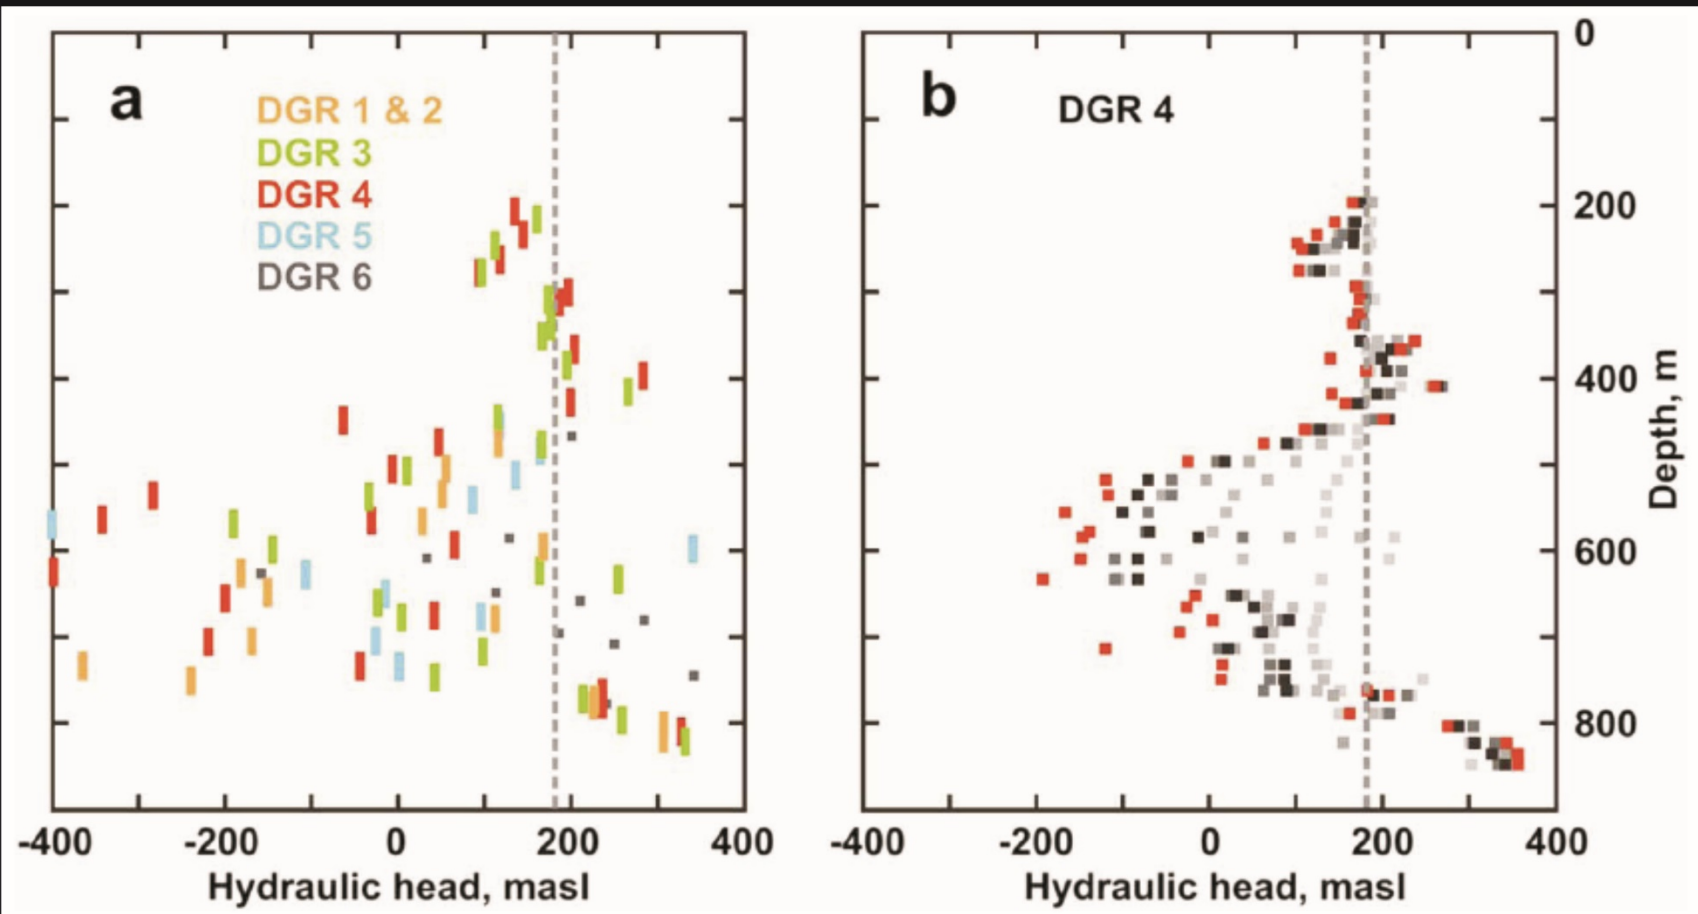 a
DGR 1 & 2
DGR 3
DGR 4
DGR 5
DGR 6
-400 -200 0 200 400
Hydraulic head, masl
b
DGR 4
0
200
400
600
800
Depth, m
-400 -200 0 200 400
Hydraulic head, masl